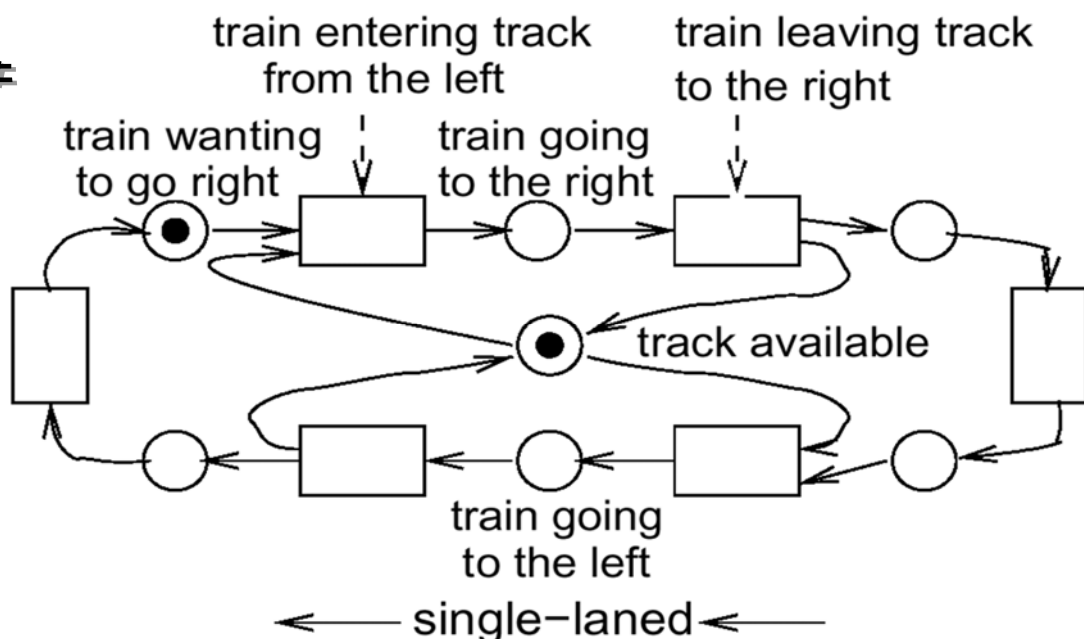 train entering track
from the left
train leaving track
to the right
train wanting
to go right
train going
to the right
track available
train going
to the left
single-laned